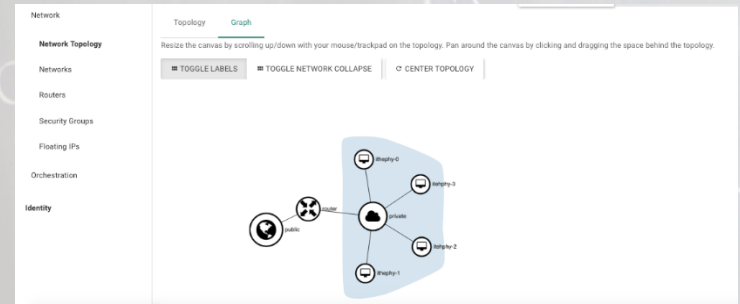 Network
Network Topology
Networks
Routers
Security Groups
Floating IPs
Orchestration
Identity
Topology
Graph
Resize the canvas by scrolling up/down with your mouse/trackpad on the topology. Pan around the canvas by clicking and dragging the space behind the topology.
TOGGLE LABELS
TOGGLE NETWORK COLLAPSE
CENTER TOPOLOGY
router
public
private